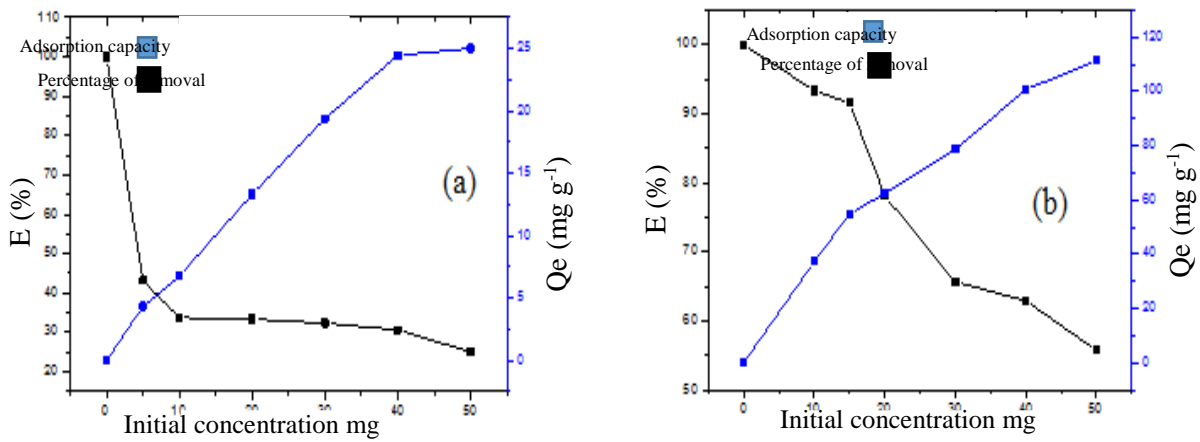 110
100
90
80
70
60
50
40
30
20
E (%)
Adsorption capacity
Percentage of removal
(a)
25
20
15
10
5
0
Qe (mg g-1)
0 5 10 20 30 40 50
Initial concentration mg
100
90
80
70
60
50
E (%)
Adsorption capacity
Percentage of moval
(b)
120
100
80
60
40
20
0
Qe (mg g-1)
0 10 20 30 40 50
Initial concentration mg